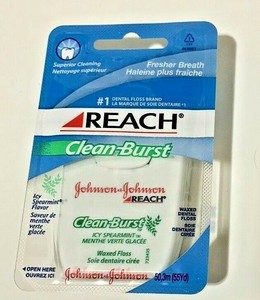 Superior Cleaning
Nettoyage supérieur
Fresher Breath
Haleine plus fraîche
#1 DENTAL FLOSS BRAND
LA MARQUE DE SOIE DENTAIRE #1
REACH®
Clean-Burst
Icy
Spearmint™
Flavor
Saveur de
menthe
verte
glacée
Johnson & Johnson
REACH®
Clean-Burst
ICY SPEARMINT™
MENTHE VERTE GLACÉE
Waxed Floss
Soie dentaire cirée
Johnson & Johnson
WAXED
DENTAL
FLOSS
SOIE
DENTAIRE
CIRÉE
OPEN HERE
OUVREZ ICI
50,3m (55Yd)